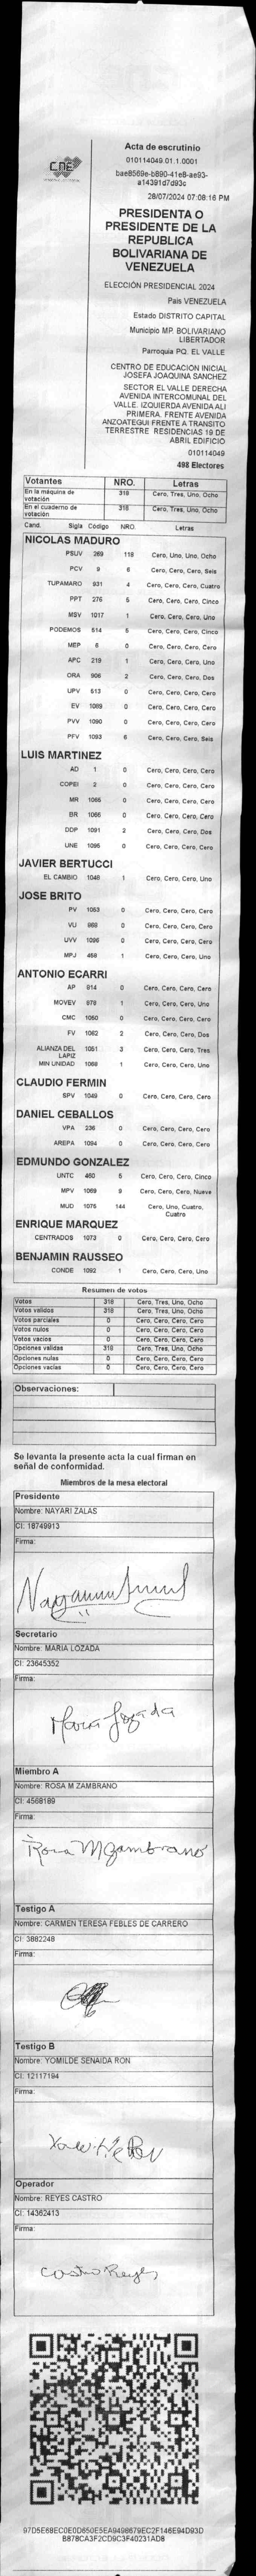 CNE
Acta de escrutinio
010114049.01.1.0001
bae8569e-b890-41e8-ae93-
a14391d7d93c
28/07/2024 07:08:16 PM
PRESIDENTA O
PRESIDENTE DE LA
REPUBLICA
BOLIVARIANA DE
VENEZUELA
ELECCIÓN PRESIDENCIAL 2024
País VENEZUELA
Estado DISTRITO CAPITAL
Municipio MP. BOLIVARIANO
LIBERTADOR
Parroquia PQ. EL VALLE
CENTRO DE EDUCACION INICIAL
JOSEFA JOAQUINA SANCHEZ
SECTOR EL VALLE DERECHA
AVENIDA INTERCOMUNAL DEL
VALLE. IZQUIERDA AVENIDA ALI
PRIMERA. FRENTE AVENIDA
ANZOATEGUI FRENTE A TRANSITO
TERRESTRE RESIDENCIAS 19 DE
ABRIL EDIFICIO
010114049
498 Electores
Votantes NRO. Letras
En la máquina de votación 318 Cero, Tres, Uno, Ocho
En el cuaderno de votación 318 Cero, Tres, Uno, Ocho
Cand. Sigla Código NRO. Letras
NICOLAS MADURO
PSUV 269 118 Cero, Uno, Uno, Ocho
PCV 9 6 Cero, Cero, Cero, Seis
TUPAMARO 931 4 Cero, Cero, Cero, Cuatro
PPT 276 5 Cero, Cero, Cero, Cinco
MSV 1017 1 Cero, Cero, Cero, Uno
PODEMOS 514 5 Cero, Cero, Cero, Cinco
MEP 6 0 Cero, Cero, Cero, Cero
APC 219 1 Cero, Cero, Cero, Uno
ORA 906 2 Cero, Cero, Cero, Dos
UPV 513 0 Cero, Cero, Cero, Cero
EV 1089 0 Cero, Cero, Cero, Cero
PVV 1090 0 Cero, Cero, Cero, Cero
PFV 1093 6 Cero, Cero, Cero, Seis
LUIS MARTINEZ
AD 1 0 Cero, Cero, Cero, Cero
COPEI 2 0 Cero, Cero, Cero, Cero
MR 1065 0 Cero, Cero, Cero, Cero
BR 1066 0 Cero, Cero, Cero, Cero
DDP 1091 2 Cero, Cero, Cero, Dos
UNE 1095 0 Cero, Cero, Cero, Cero
JAVIER BERTUCCI
EL CAMBIO 1048 1 Cero, Cero, Cero, Uno
JOSE BRITO
PV 1053 0 Cero, Cero, Cero, Cero
VU 988 0 Cero, Cero, Cero, Cero
UVV 1096 0 Cero, Cero, Cero, Cero
MPJ 459 1 Cero, Cero, Cero, Uno
ANTONIO ECARRI
AP 914 0 Cero, Cero, Cero, Cero
MOVEV 979 1 Cero, Cero, Cero, Uno
CMC 1050 0 Cero, Cero, Cero, Cero
FV 1062 2 Cero, Cero, Cero, Dos
ALIANZA DEL LAPIZ 1051 3 Cero, Cero, Cero, Tres
MIN UNIDAD 1068 1 Cero, Cero, Cero, Uno
CLAUDIO FERMIN
SPV 1049 0 Cero, Cero, Cero, Cero
DANIEL CEBALLOS
VPA 236 0 Cero, Cero, Cero, Cero
AREPA 1094 0 Cero, Cero, Cero, Cero
EDMUNDO GONZALEZ
UNTC 460 5 Cero, Cero, Cero, Cinco
MPV 1069 9 Cero, Cero, Cero, Nueve
MUD 1075 144 Cero, Uno, Cuatro, Cuatro
ENRIQUE MARQUEZ
CENTRADOS 1073 0 Cero, Cero, Cero, Cero
BENJAMIN RAUSSEO
CONDE 1092 1 Cero, Cero, Cero, Uno
Resumen de votos
Votos 318 Cero, Tres, Uno, Ocho
Votos validos 318 Cero, Tres, Uno, Ocho
Votos parciales 0 Cero, Cero, Cero, Cero
Votos nulos 0 Cero, Cero, Cero, Cero
Votos vacios 0 Cero, Cero, Cero, Cero
Opciones validas 318 Cero, Tres, Uno, Ocho
Opciones nulas 0 Cero, Cero, Cero, Cero
Opciones vacias 0 Cero, Cero, Cero, Cero
Observaciones:
Se levanta la presente acta la cual firman en
señal de conformidad.
Miembros de la mesa electoral
Presidente
Nombre: NAYARI ZALAS
CI: 18749913
Firma:
Secretario
Nombre: MARIA LOZADA
CI: 23645352
Firma:
Maria Lozada
Miembro A
Nombre: ROSA M ZAMBRANO
CI: 4568189
Firma:
Rosa M Zambrano
Testigo A
Nombre: CARMEN TERESA FEBLES DE CARRERO
CI: 3882248
Firma:
Testigo B
Nombre: YOMILDE SENAIDA RON
CI: 12117194
Firma:
Operador
Nombre: REYES CASTRO
CI: 14362413
Firma:
Castro Reyes
97D5E68EC0E0D650E5EA9498679EC2F146E94D93D
B878CA3F2CD9C3F40231AD8